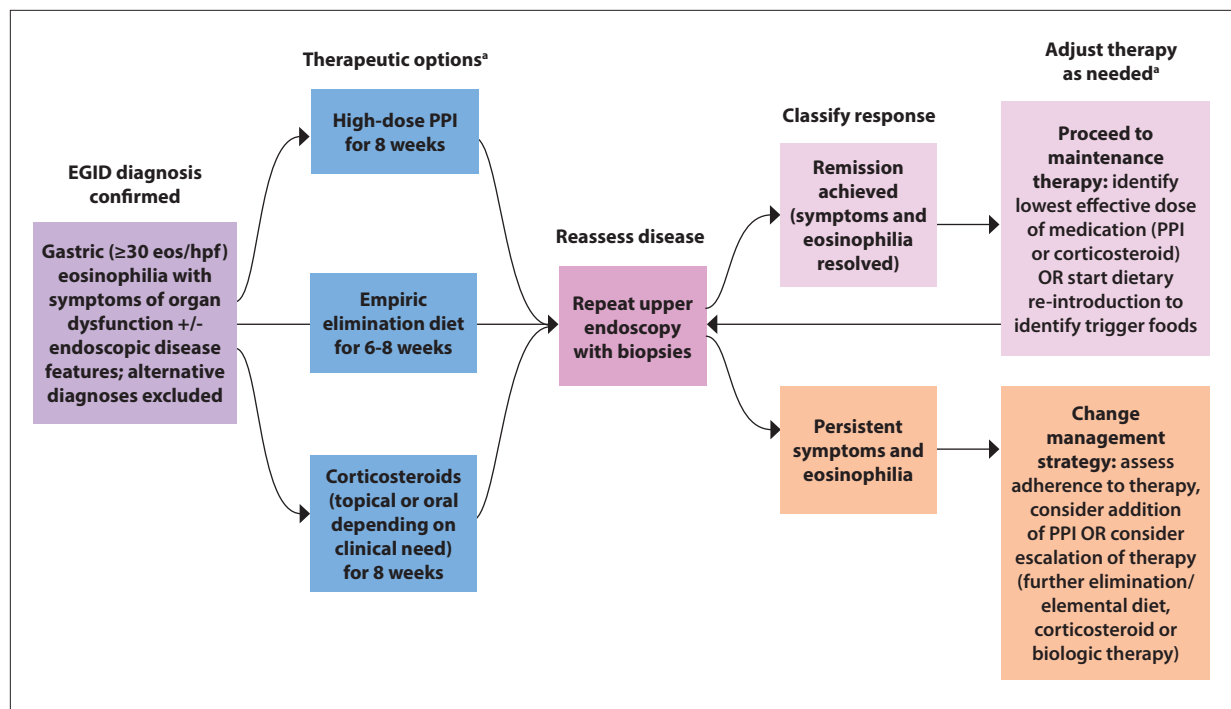 EGID diagnosis
confirmed
Gastric (≥30 eos/hpf)
eosinophilia with
symptoms of organ
dysfunction +/-
endoscopic disease
features; alternative
diagnoses excluded
Therapeutic optionsᵃ
High-dose PPI
for 8 weeks
Empiric
elimination diet
for 6-8 weeks
Corticosteroids
(topical or oral
depending on
clinical need)
for 8 weeks
Reassess disease
Repeat upper
endoscopy
with biopsies
Classify response
Remission
achieved
(symptoms and
eosinophilia
resolved)
Persistent
symptoms and
eosinophilia
Adjust therapy
as neededᵃ
Proceed to
maintenance
therapy: identify
lowest effective dose
of medication (PPI
or corticosteroid)
OR start dietary
re-introduction to
identify trigger foods
Change
management
strategy: assess
adherence to therapy,
consider addition
of PPI OR consider
escalation of therapy
(further elimination/
elemental diet,
corticosteroid or
biologic therapy)